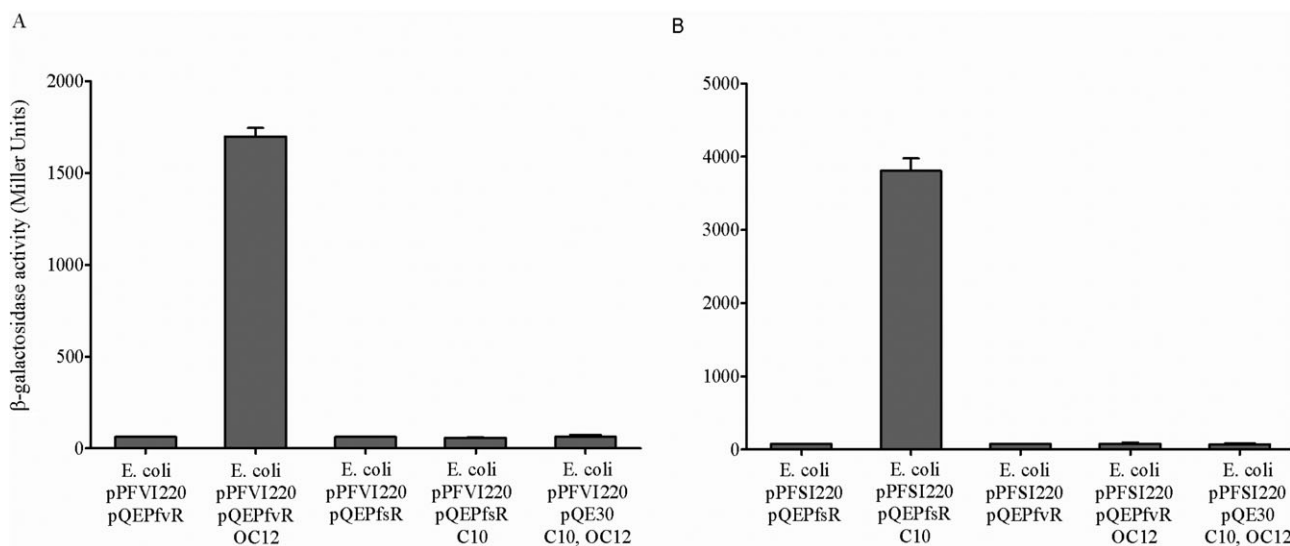 A
β-galactosidase activity (Miller Units)
2000
1500
1000
500
0
E. coli
pPFVI220
pQEPfvR
E. coli
pPFVI220
pQEPfvR
OC12
E. coli
pPFVI220
pQEPfsR
E. coli
pPFVI220
pQEPfsR
C10
E. coli
pPFVI220
pQE30
C10, OC12
B
5000
4000
3000
4000
1000
0
E. coli
pPFSI220
pQEPfsR
E. coli
pPFSI220
pQEPfsR
C10
E. coli
pPFSI220
pQEPfvR
E. coli
pPFSI220
pQEPfvR
OC12
E. coli
pPFSI220
pQE30
C10, OC12